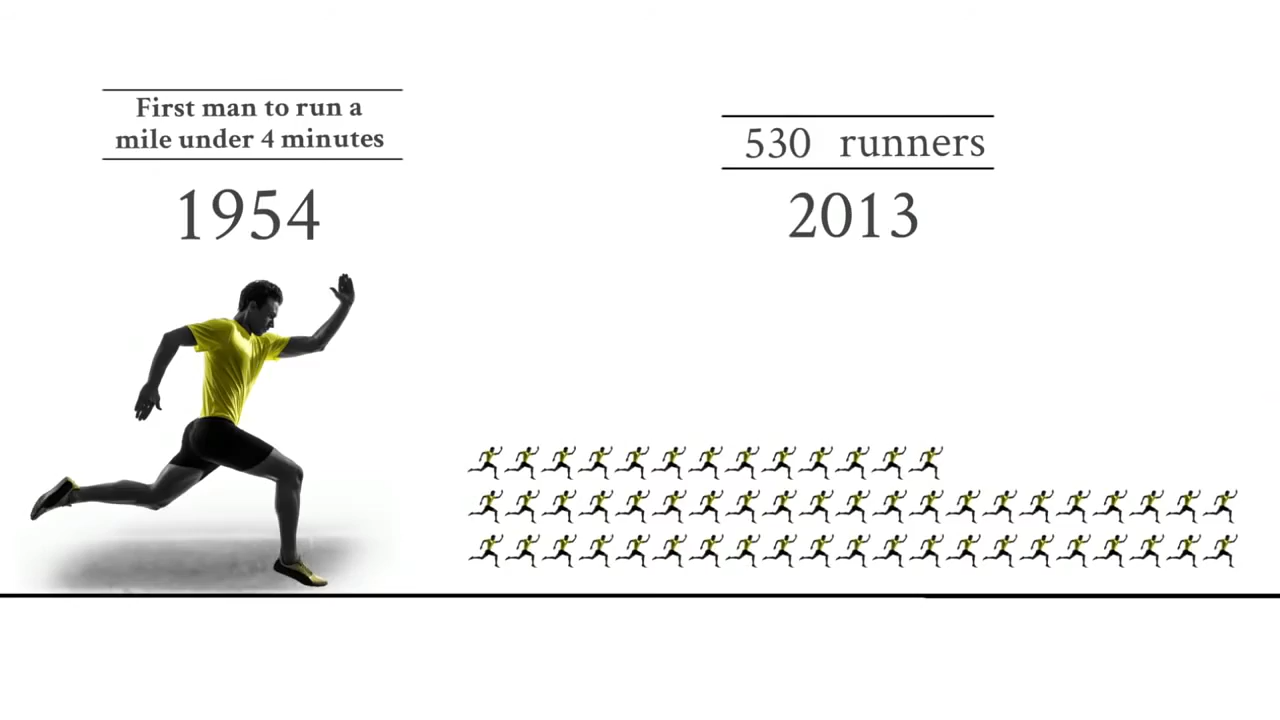 First man to run a
mile under 4 minutes
1954
530 runners
2013